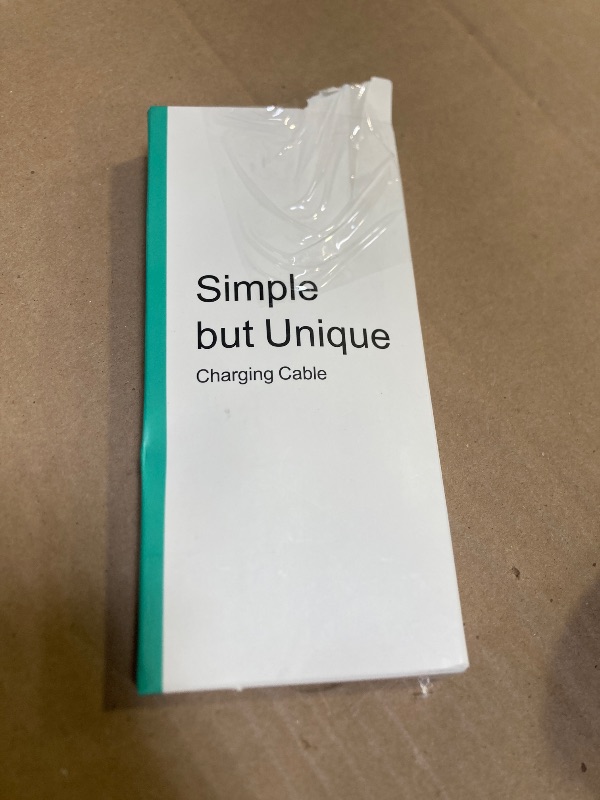 Simple
but Unique
Charging Cable